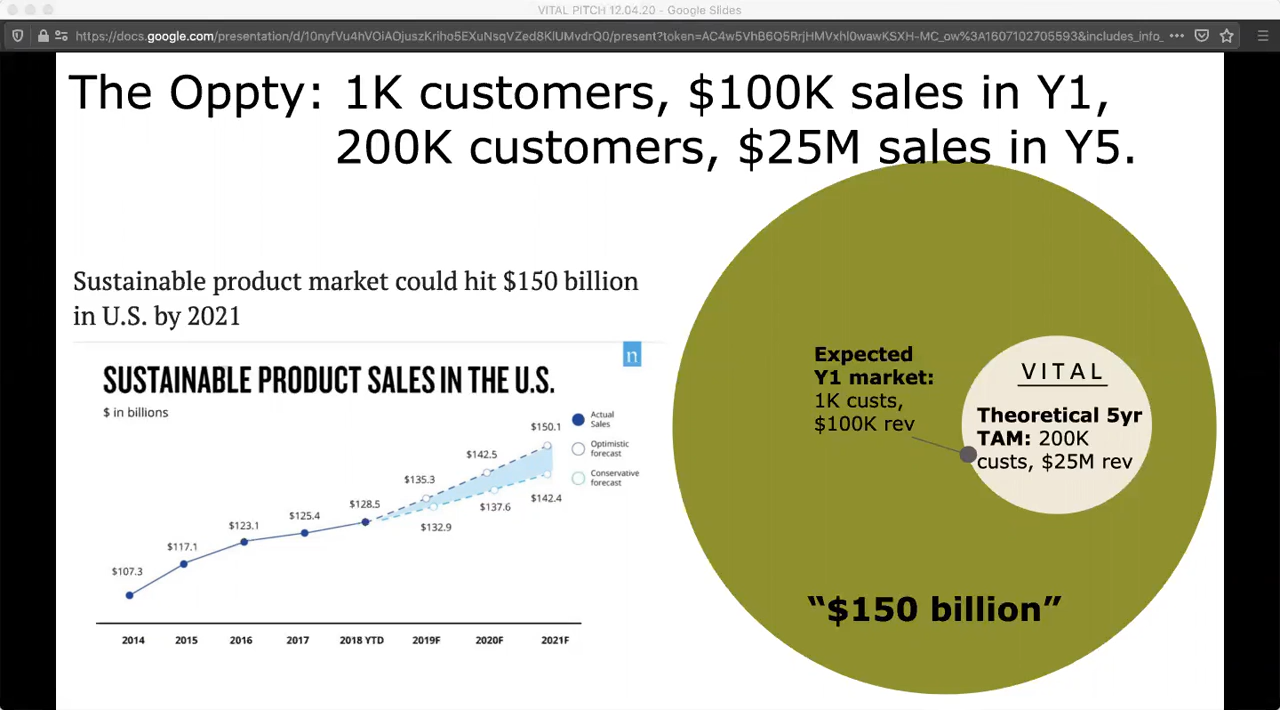 VITAL PITCH 12.04.20 - Google Slides
https://docs.google.com/presentation/d/10nyfVu4hVOiAOjuszKriho5EXuNsqVZed8KlUMvdrQ0/present?token=AC4w5VhB6Q5RrjHMVxhl0wawKSXH-MC_ow%3A1607102705593&includes_info_
The Oppty: 1K customers, $100K sales in Y1,
200K customers, $25M sales in Y5.
Sustainable product market could hit $150 billion
in U.S. by 2021
n
SUSTAINABLE PRODUCT SALES IN THE U.S.
$ in billions
Actual
Sales
Optimistic
forecast
Conservative
forecast
$107.3
$117.1
$123.1
$125.4
$128.5
$135.3
$142.5
$150.1
$132.9
$137.6
$142.4
2014 2015 2016 2017 2018 YTD 2019F 2020F 2021F
Expected
Y1 market:
1K custs,
$100K rev
VITAL
Theoretical 5yr
TAM: 200K
custs, $25M rev
“$150 billion”